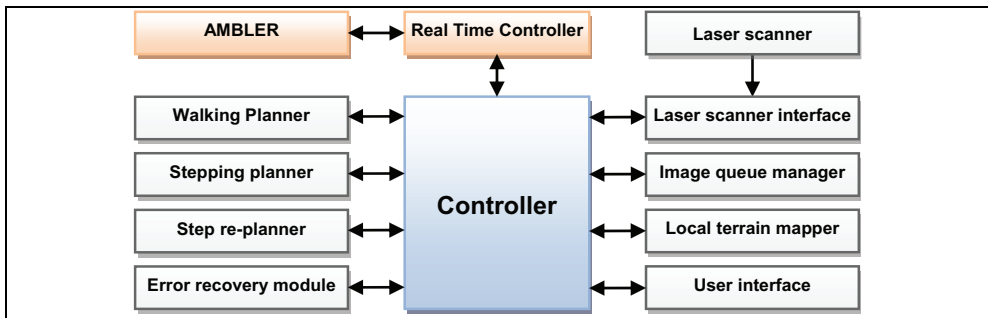 AMBLER
Real Time Controller
Laser scanner
Walking Planner
Laser scanner interface
Stepping planner
Image queue manager
Controller
Step re-planner
Local terrain mapper
Error recovery module
User interface